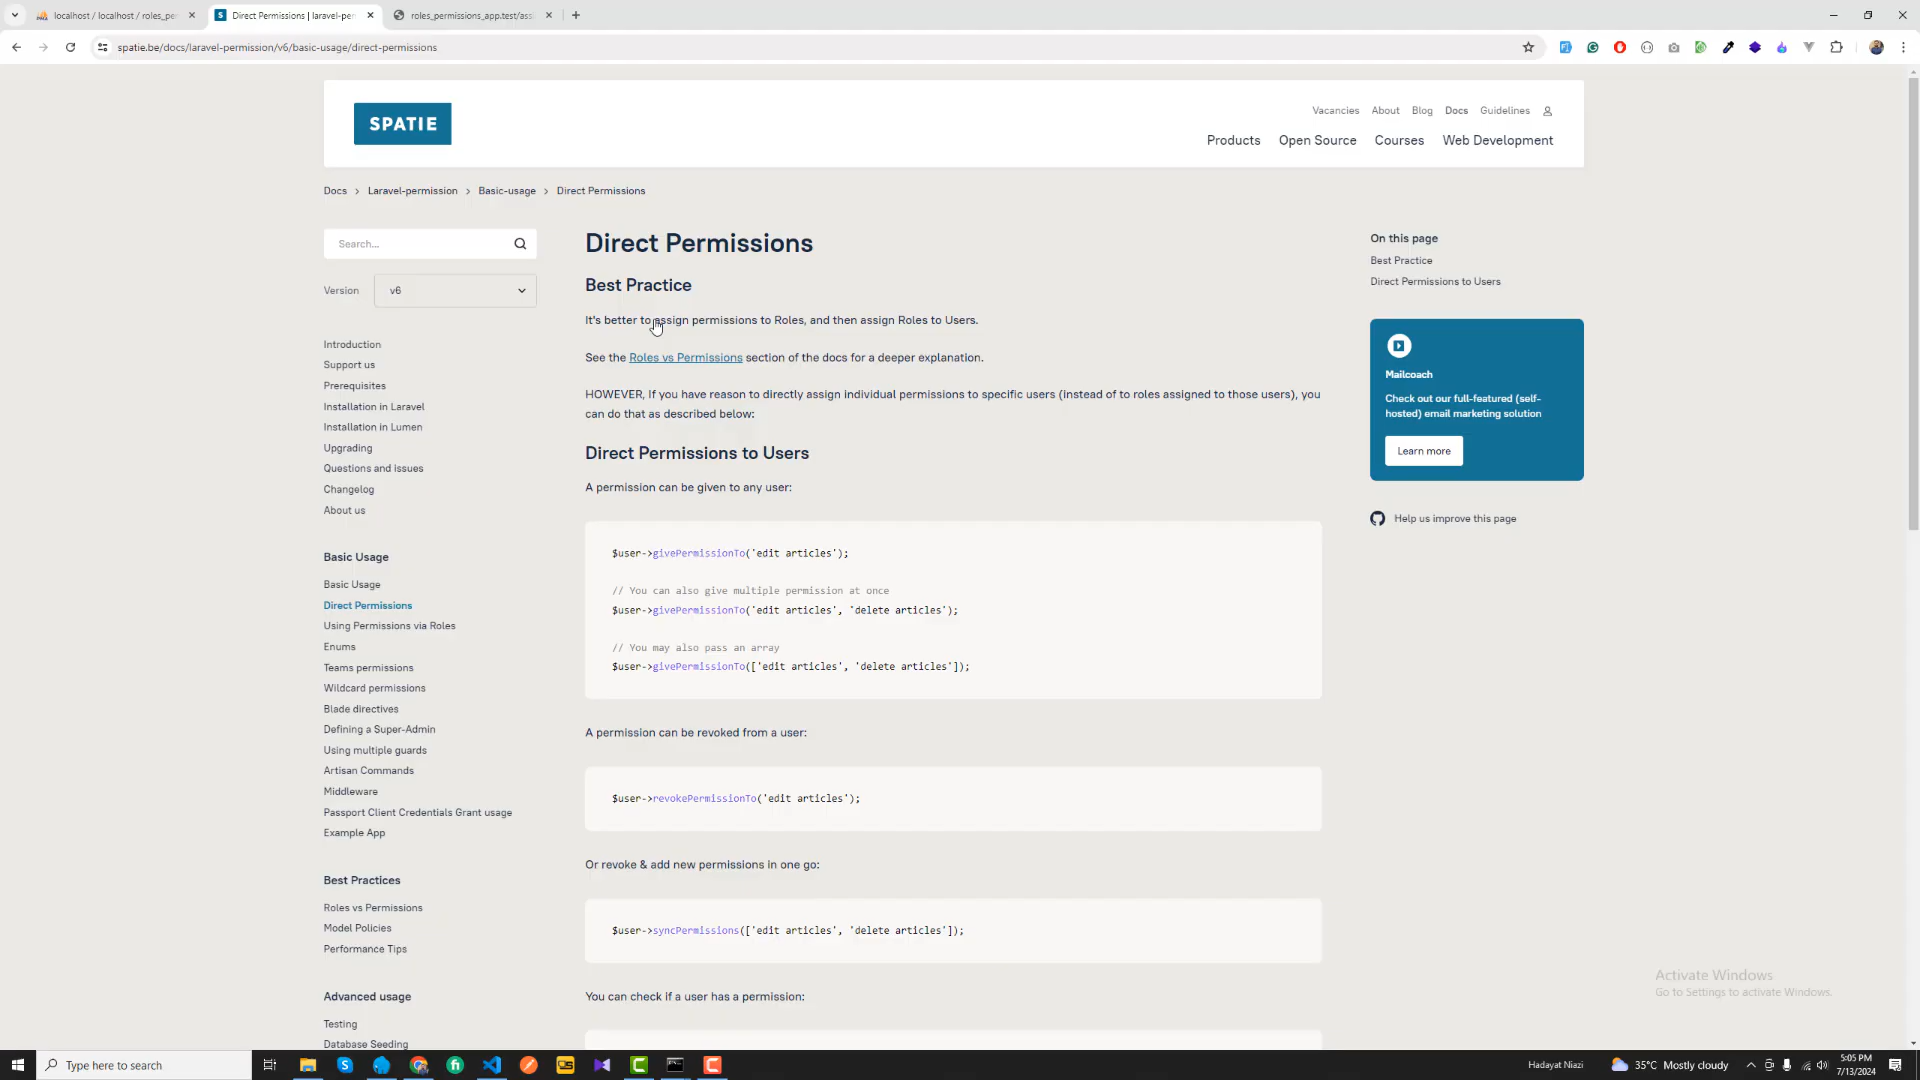 localhost / localhost / roles_pe
Direct Permissions | laravel-per
roles_permissions_app.test/ass
spatie.be/docs/laravel-permission/v6/basic-usage/direct-permissions
SPATIE
Vacancies About Blog Docs Guidelines
Products Open Source Courses Web Development
Docs > Laravel-permission > Basic-usage > Direct Permissions
Search...
Version v6
Introduction
Support us
Prerequisites
Installation in Laravel
Installation in Lumen
Upgrading
Questions and issues
Changelog
About us
Basic Usage
Basic Usage
Direct Permissions
Using Permissions via Roles
Enums
Teams permissions
Wildcard permissions
Blade directives
Defining a Super-Admin
Using multiple guards
Artisan Commands
Middleware
Passport Client Credentials Grant usage
Example App
Best Practices
Roles vs Permissions
Model Policies
Performance Tips
Advanced usage
Testing
Database Seeding
Direct Permissions
Best Practice
It's better to assign permissions to Roles, and then assign Roles to Users.
See the Roles vs Permissions section of the docs for a deeper explanation.
HOWEVER, If you have reason to directly assign individual permissions to specific users (instead of to roles assigned to those users), you
can do that as described below:
Direct Permissions to Users
A permission can be given to any user:
$user->givePermissionTo('edit articles');
// You can also give multiple permission at once
$user->givePermissionTo('edit articles', 'delete articles');
// You may also pass an array
$user->givePermissionTo(['edit articles', 'delete articles']);
A permission can be revoked from a user:
$user->revokePermissionTo('edit articles');
Or revoke & add new permissions in one go:
$user->syncPermissions(['edit articles', 'delete articles']);
You can check if a user has a permission:
On this page
Best Practice
Direct Permissions to Users
Mailcoach
Check out our full-featured (self-
hosted) email marketing solution
Learn more
Help us improve this page
Activate Windows
Go to Settings to activate Windows.
Type here to search
Hadayat Niazi
35°C Mostly cloudy
5:05 PM
7/13/2024